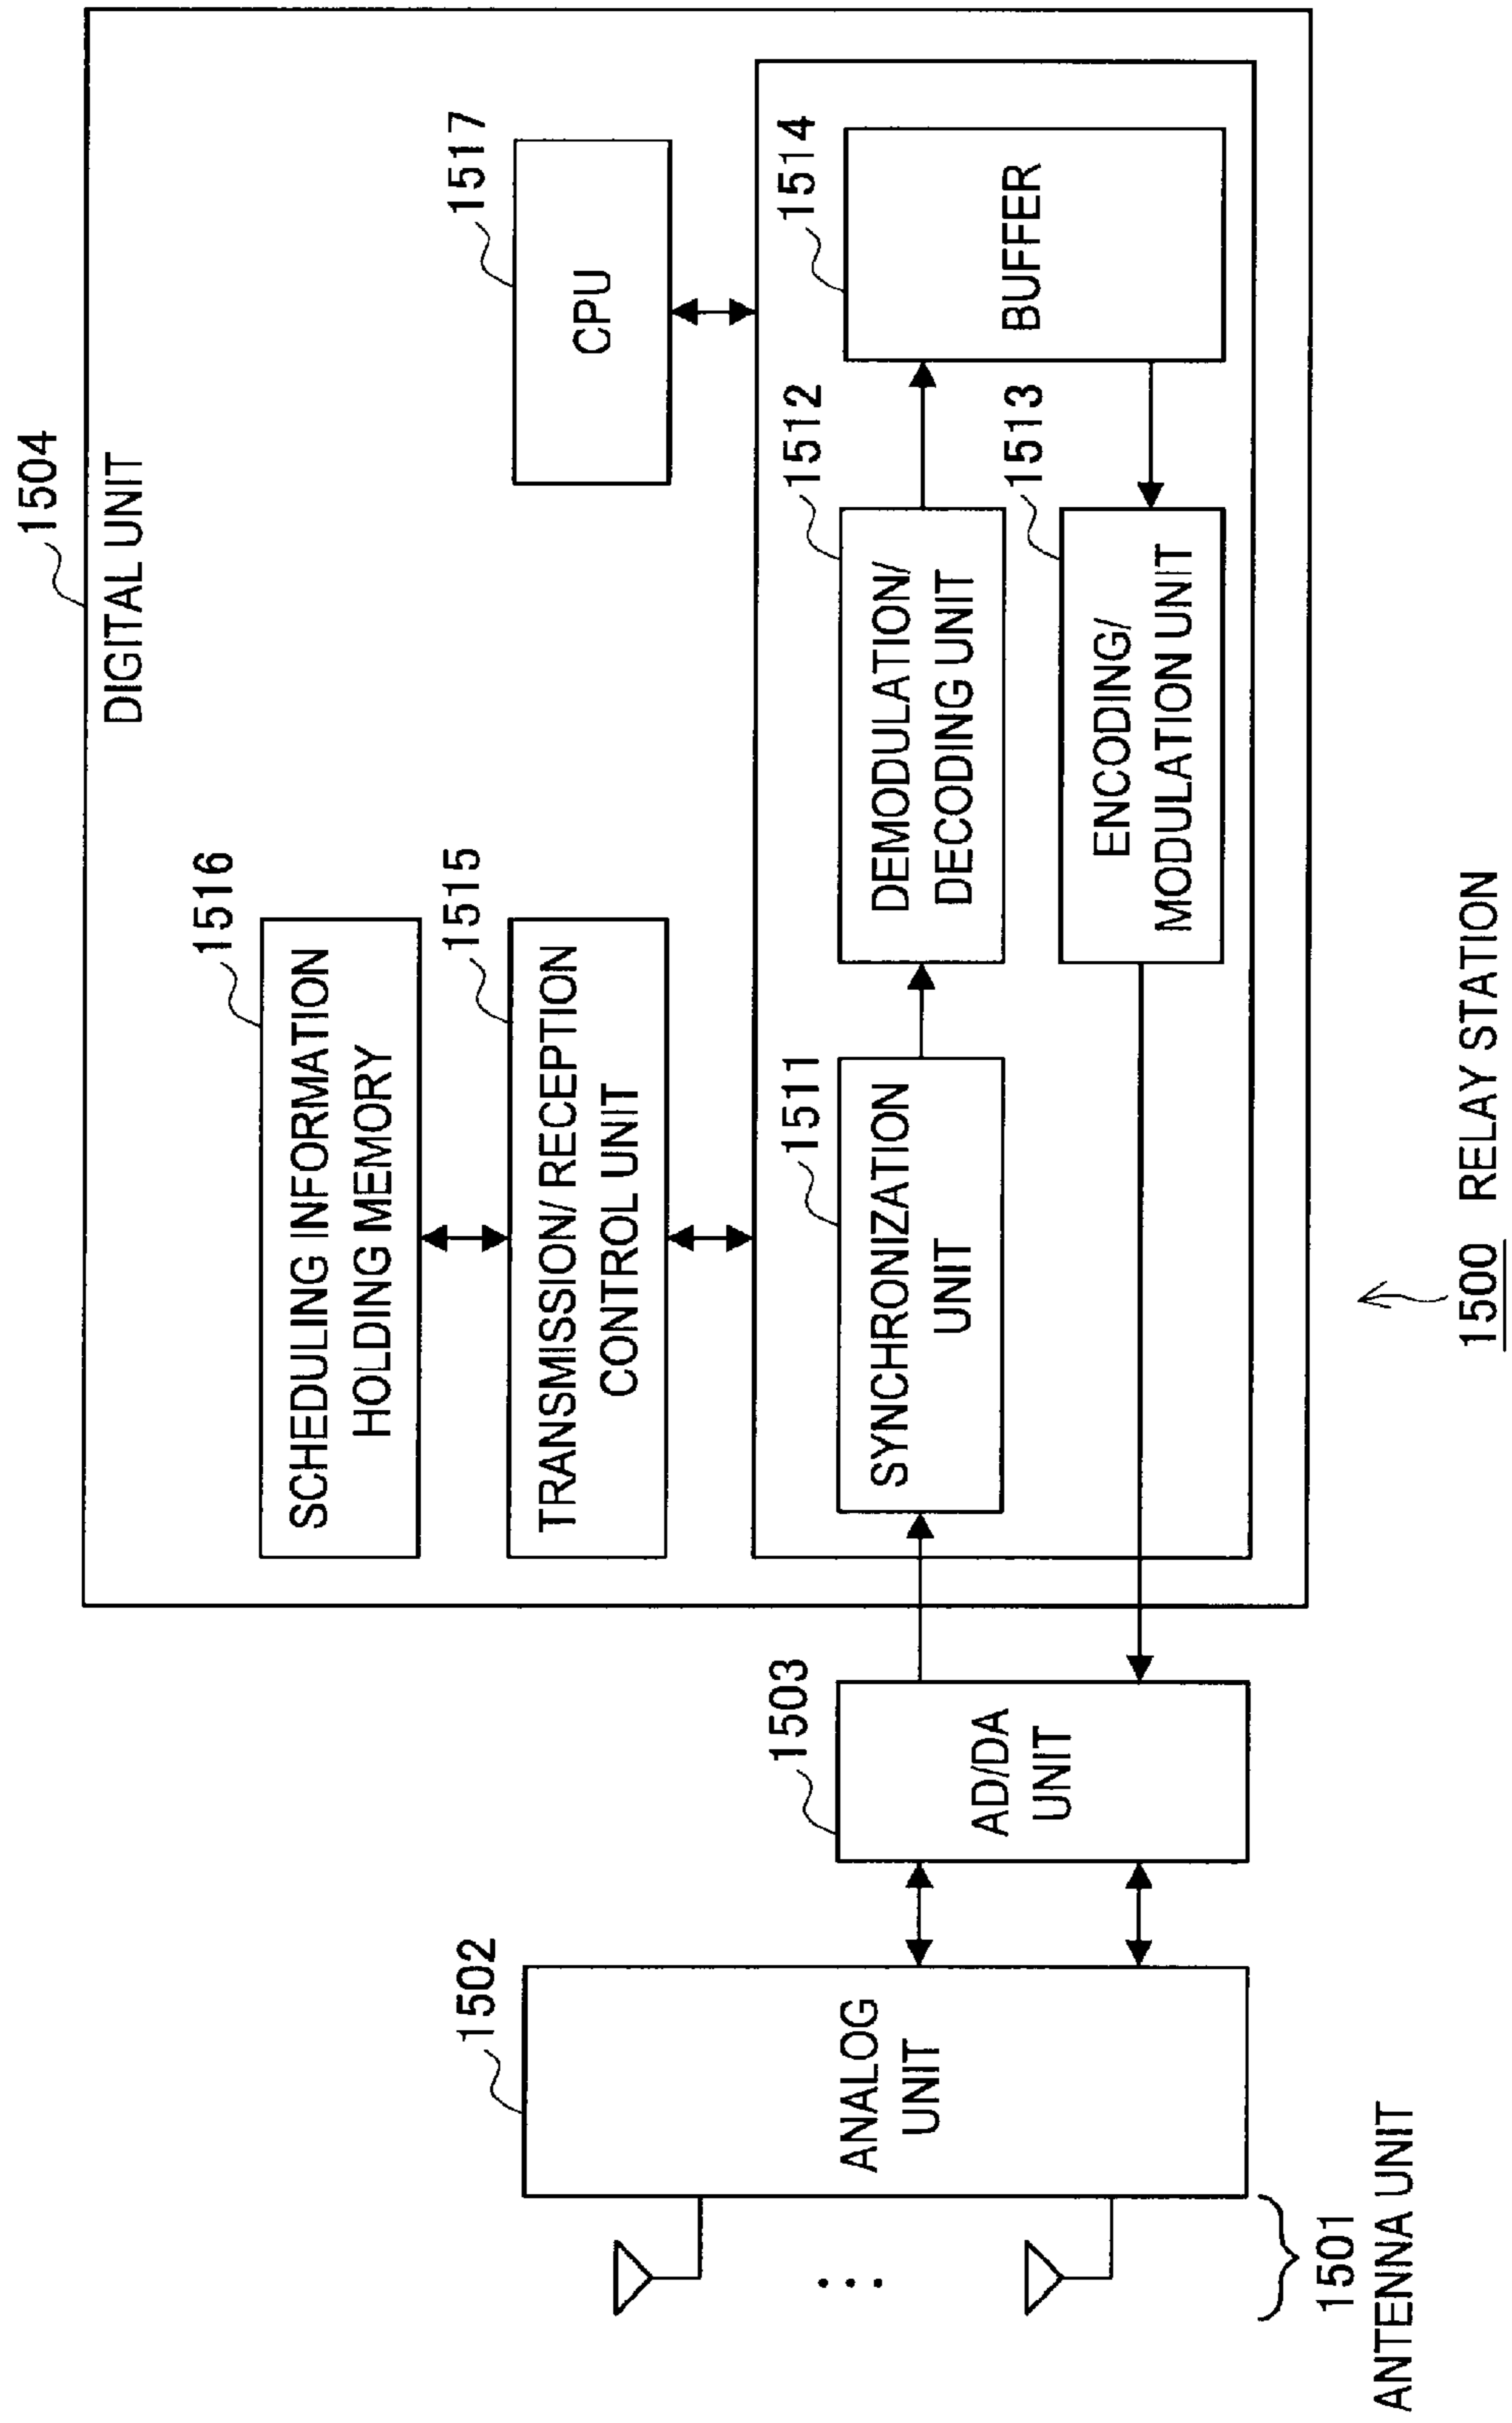 1504
DIGITAL UNIT
1516
SCHEDULING INFORMATION
HOLDING MEMORY
1515
TRANSMISSION/ RECEPTION
CONTROL UNIT
1517
CPU
1502
ANALOG
UNIT
1503
AD/DA
UNIT
1511
SYNCHRONIZATION
UNIT
1512
DEMODULATION/
DECODING UNIT
1514
BUFFER
1513
ENCODING/
MODULATION UNIT
1501
ANTENNA UNIT
1500 RELAY STATION